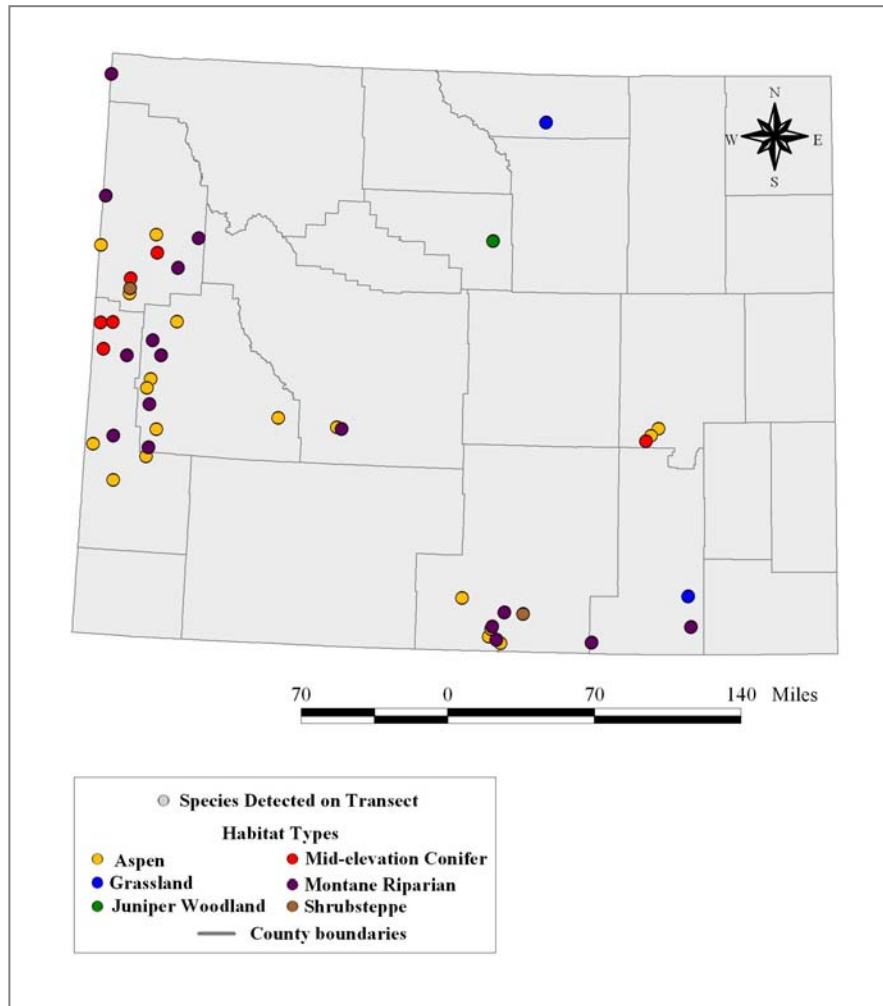 N
W E
S
70 0 70 140 Miles
Species Detected on Transect
Habitat Types
Aspen Mid-elevation Conifer
Grassland Montane Riparian
Juniper Woodland Shrubsteppe
County boundaries